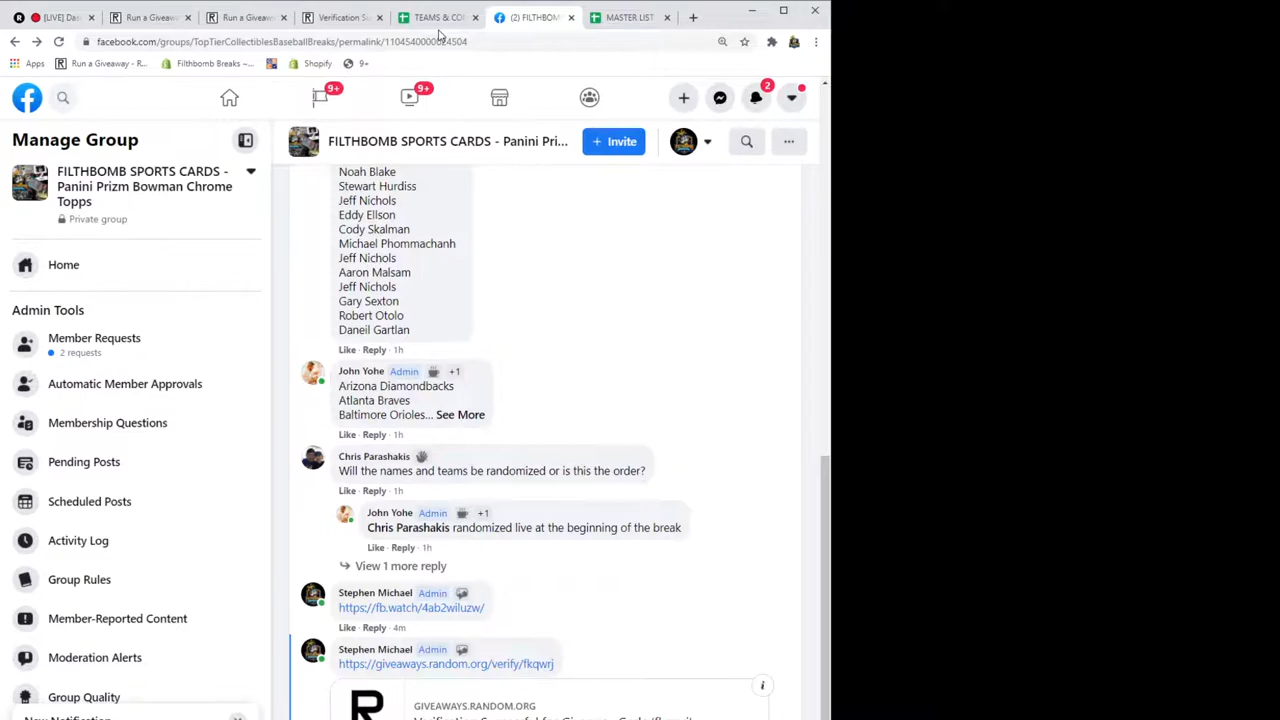 [LIVE] Das
Run a Giveaw
Run a Giveaw
Verification Su
TEAMS & CO
(2) FILTHBOM
MASTER LIST
facebook.com/groups/TopTierCollectiblesBaseballBreaks/permalink/
Apps
Run a Giveaway - R...
Filthbomb Breaks ~...
Shopify
9+
9+
9+
2
Manage Group
FILTHBOMB SPORTS CARDS - Panini Pri...
+ Invite
FILTHBOMB SPORTS CARDS -
Panini Prizm Bowman Chrome
Topps
Private group
Home
Admin Tools
Member Requests
2 requests
Automatic Member Approvals
Membership Questions
Pending Posts
Scheduled Posts
Activity Log
Group Rules
Member-Reported Content
Moderation Alerts
Group Quality
New Notification
Noah Blake
Stewart Hurdiss
Jeff Nichols
Eddy Ellson
Cody Skalman
Michael Phommachanh
Jeff Nichols
Aaron Malsam
Jeff Nichols
Gary Sexton
Robert Otolo
Daneil Gartlan
Like · Reply · 1h
John Yohe Admin +1
Arizona Diamondbacks
Atlanta Braves
Baltimore Orioles... See More
Like · Reply · 1h
Chris Parashakis
Will the names and teams be randomized or is this the order?
Like · Reply · 1h
John Yohe Admin +1
Chris Parashakis randomized live at the beginning of the break
Like · Reply · 1h
View 1 more reply
Stephen Michael Admin
https://fb.watch/4ab2wiluzw/
Like · Reply · 4m
Stephen Michael Admin
https://giveaways.random.org/verify/fkqwrj
R
GIVEAWAYS.RANDOM.ORG
Verification Successful for Giveaway